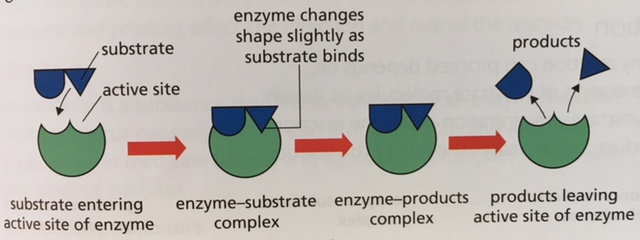 enzyme changes
shape slightly as
substrate binds
substrate
active site
products
substrate entering
active site of enzyme
enzyme–substrate
complex
enzyme–products
complex
products leaving
active site of enzyme